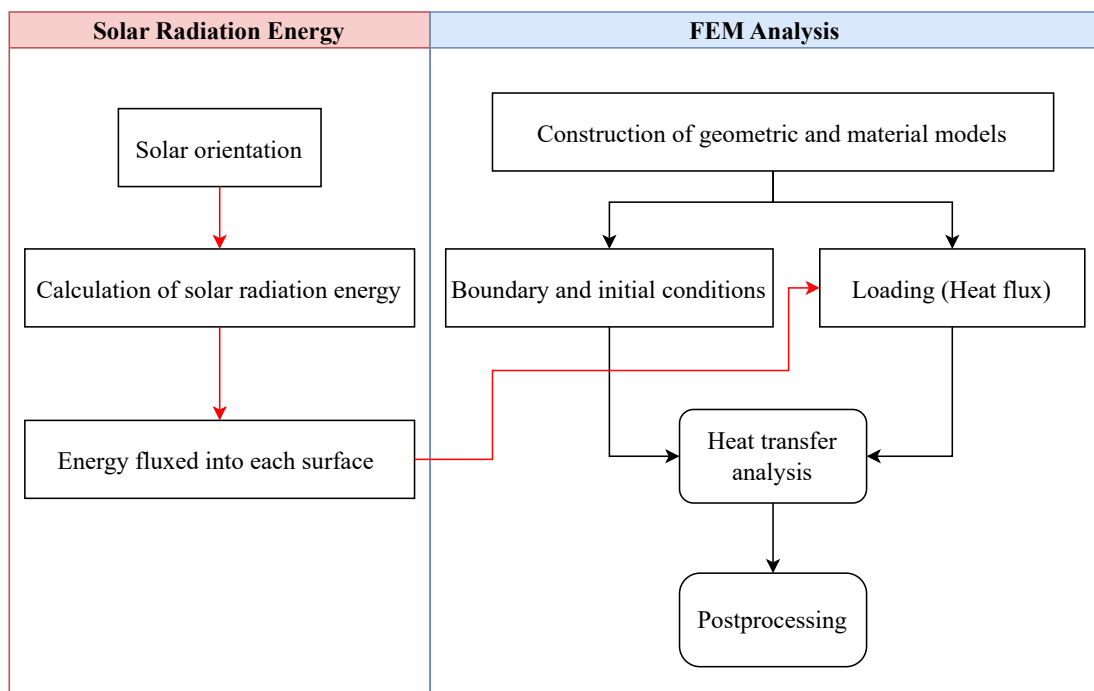 Solar Radiation Energy
FEM Analysis
Solar orientation
Construction of geometric and material models
Calculation of solar radiation energy
Boundary and initial conditions
Loading (Heat flux)
Energy fluxed into each surface
Heat transfer
analysis
Postprocessing